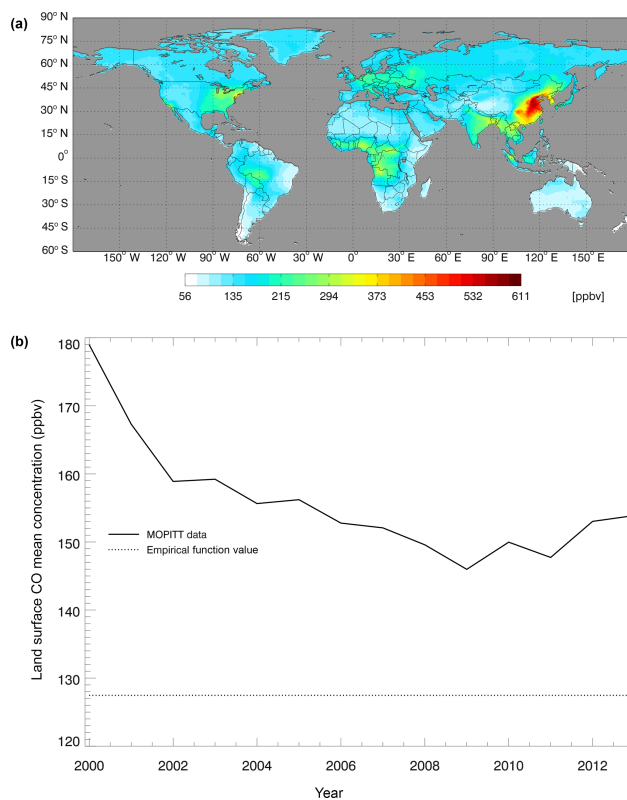 (a)
90° N
75° N
60° N
45° N
30° N
15° N
0°
15° S
30° S
45° S
60° S
150° W 120° W 90° W 60° W 30° W 0° 30° E 60° E 90° E 120° E 150° E 180
56 135 215 294 373 453 532 611 [ppbv]
(b)
180
170
160
150
140
130
120
Land surface CO mean concentration (ppbv)
MOPITT data
Empirical function value
2000 2002 2004 2006 2008 2010 2012
Year